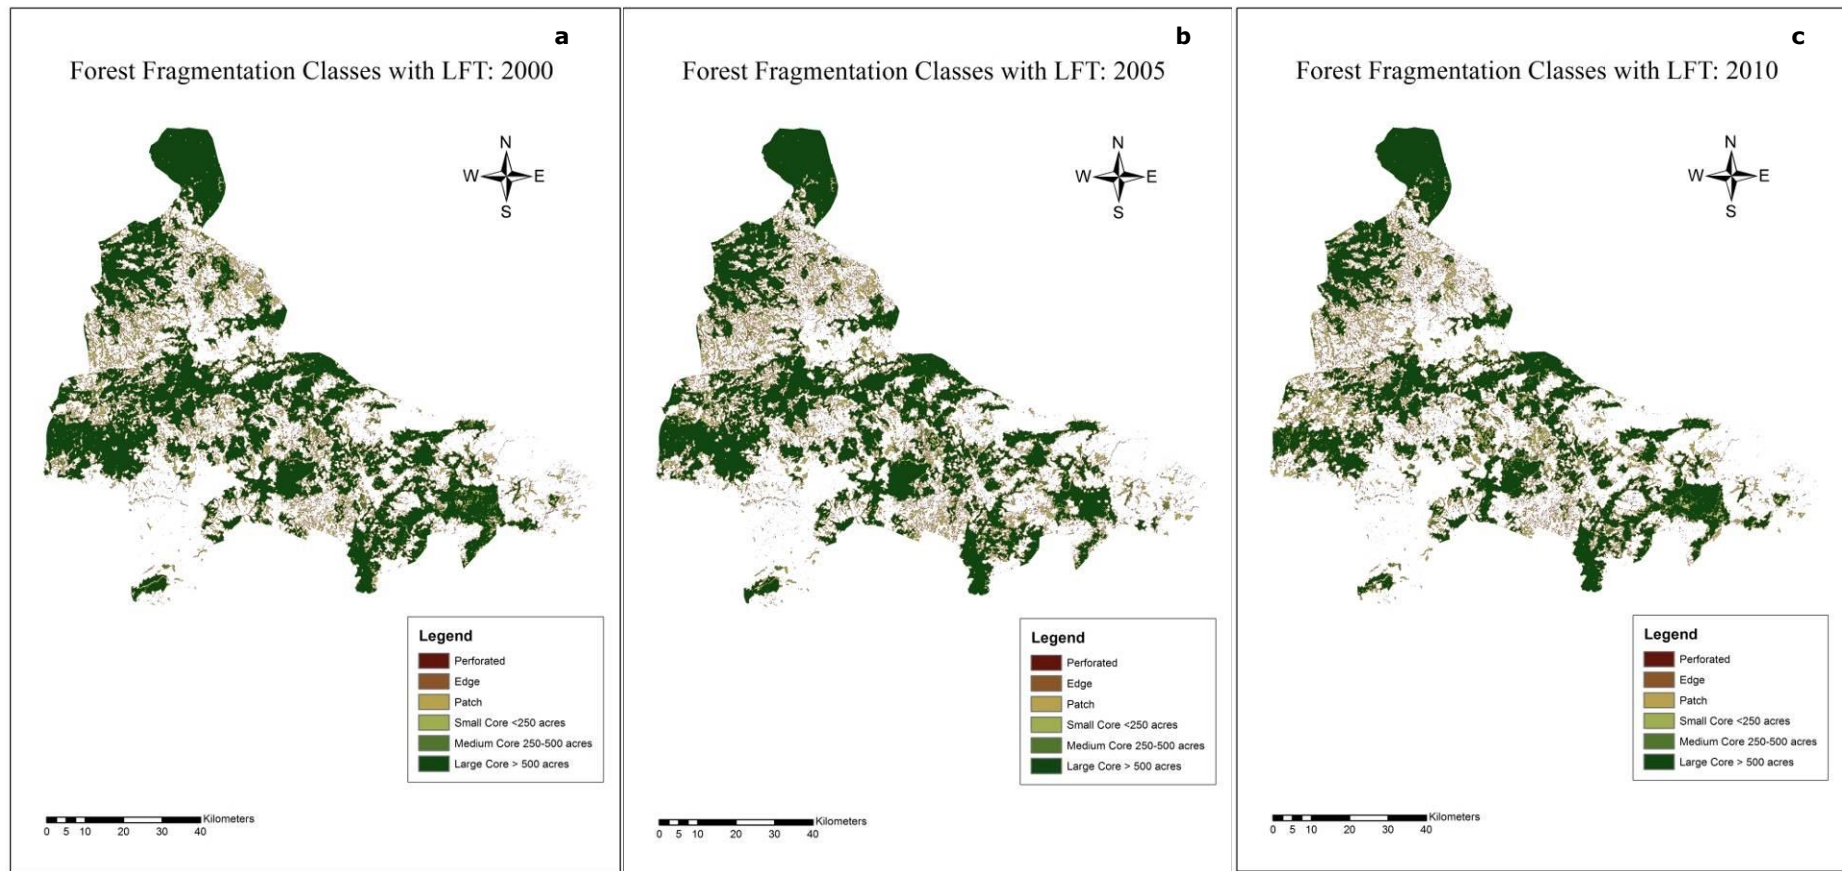 a
Forest Fragmentation Classes with LFT: 2000
N
W E
S
Legend
Perforated
Edge
Patch
Small Core <250 acres
Medium Core 250-500 acres
Large Core > 500 acres
Kilometers
0 5 10 20 30 40
b
Forest Fragmentation Classes with LFT: 2005
N
W E
S
Legend
Perforated
Edge
Patch
Small Core <250 acres
Medium Core 250-500 acres
Large Core > 500 acres
Kilometers
0 5 10 20 30 40
c
Forest Fragmentation Classes with LFT: 2010
N
W E
S
Legend
Perforated
Edge
Patch
Small Core <250 acres
Medium Core 250-500 acres
Large Core > 500 acres
Kilometers
0 5 10 20 30 40